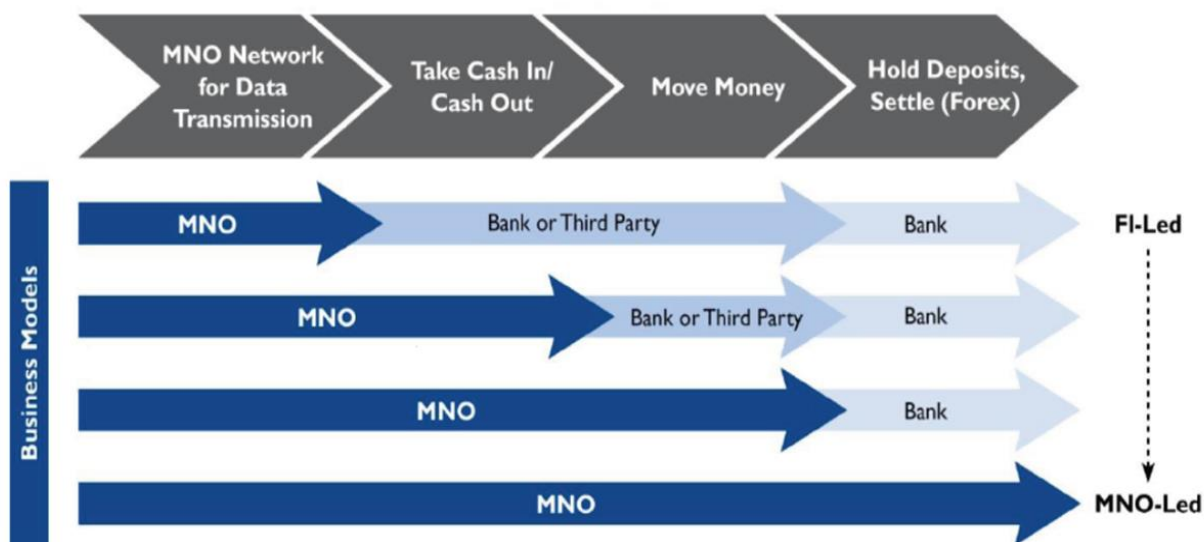 MNO Network
for Data
Transmission
Take Cash In/
Cash Out
Move Money
Hold Deposits,
Settle (Forex)
Business Models
MNO
Bank or Third Party
Bank
FI-Led
MNO
Bank or Third Party
Bank
MNO
Bank
MNO
MNO-Led